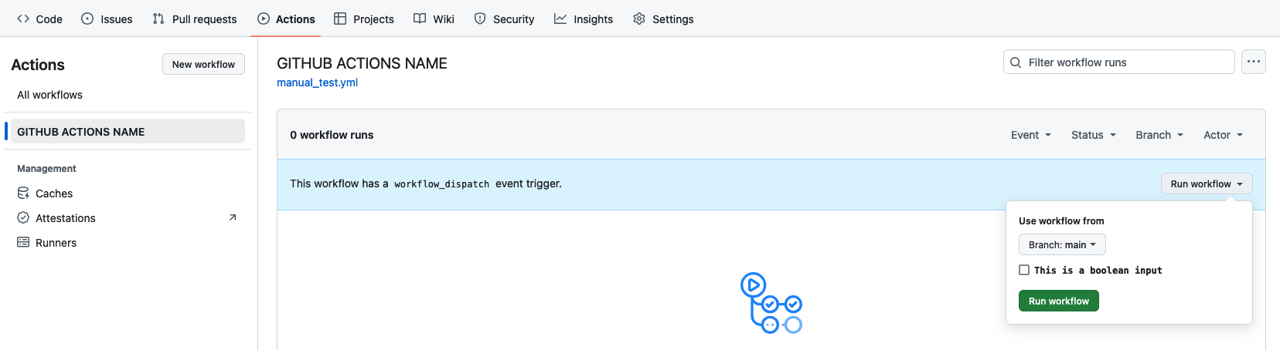 Code Issues Pull requests Actions Projects Wiki Security Insights Settings
Actions New workflow
All workflows
GITHUB ACTIONS NAME
Management
Caches
Attestations
Runners
GITHUB ACTIONS NAME
manual_test.yml
Filter workflow runs
0 workflow runs Event Status Branch Actor
This workflow has a workflow_dispatch event trigger. Run workflow
Use workflow from
Branch: main
This is a boolean input
Run workflow